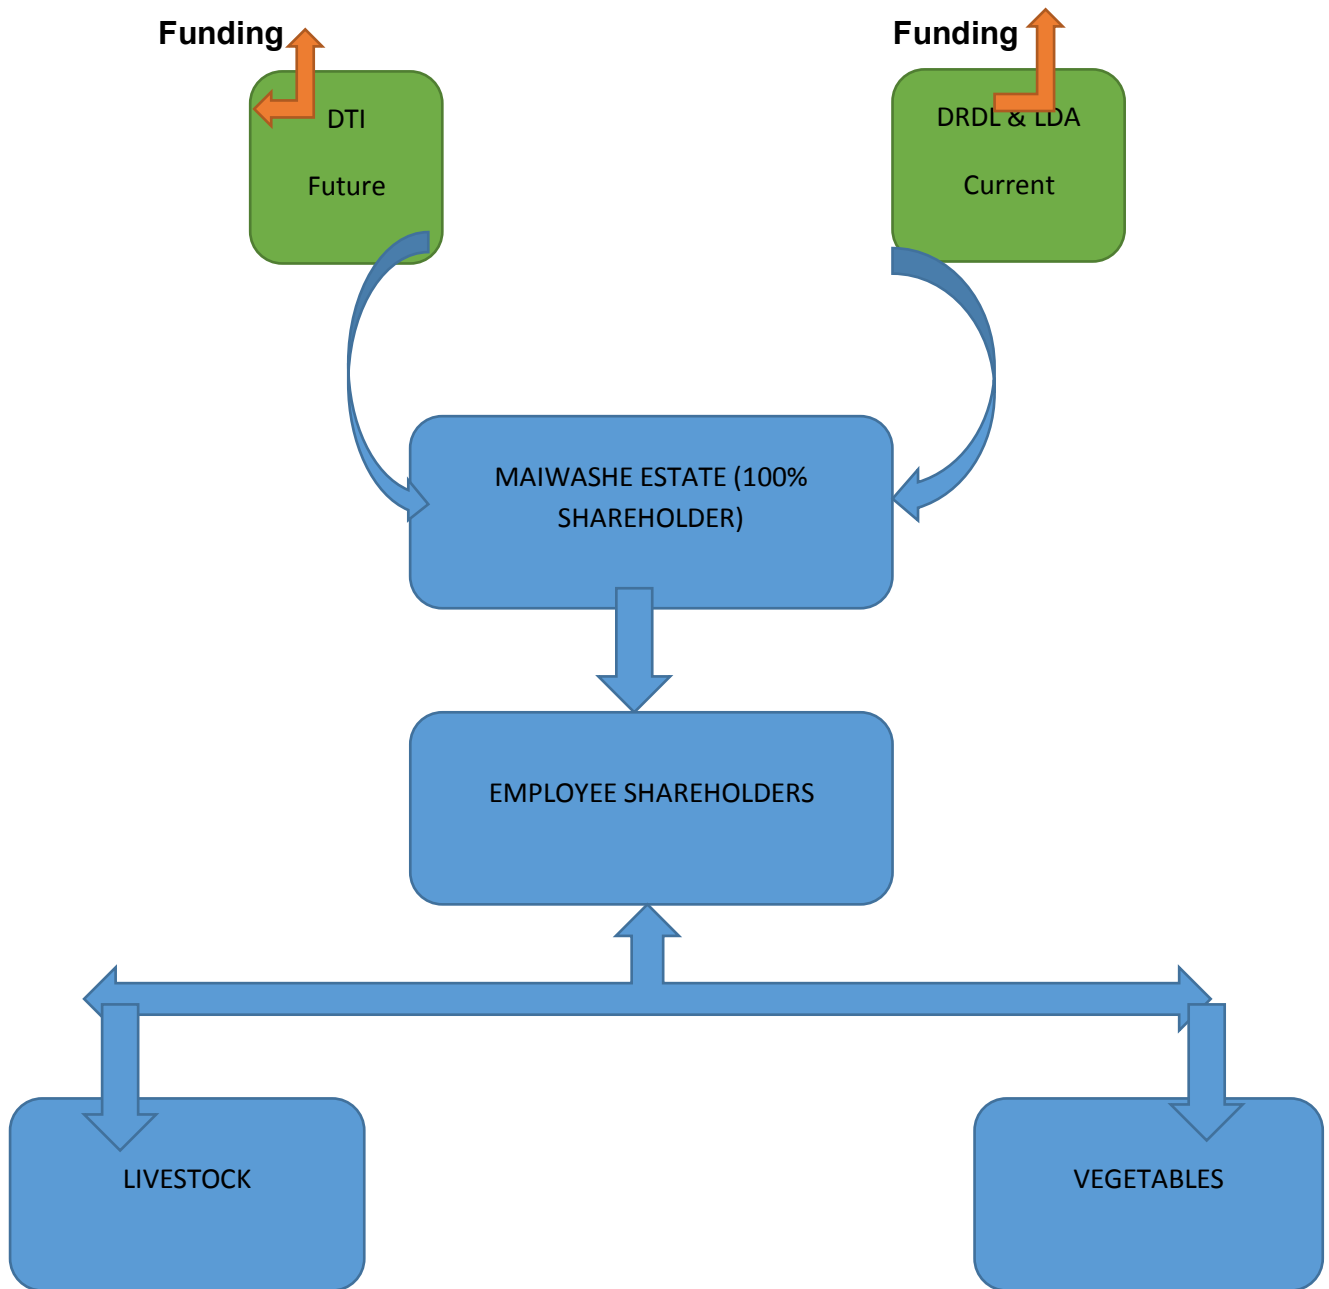 Funding
Funding
DTI
Future
DRDL & LDA
Current
MAIWASHE ESTATE (100%
SHAREHOLDER)
EMPLOYEE SHAREHOLDERS
LIVESTOCK
VEGETABLES